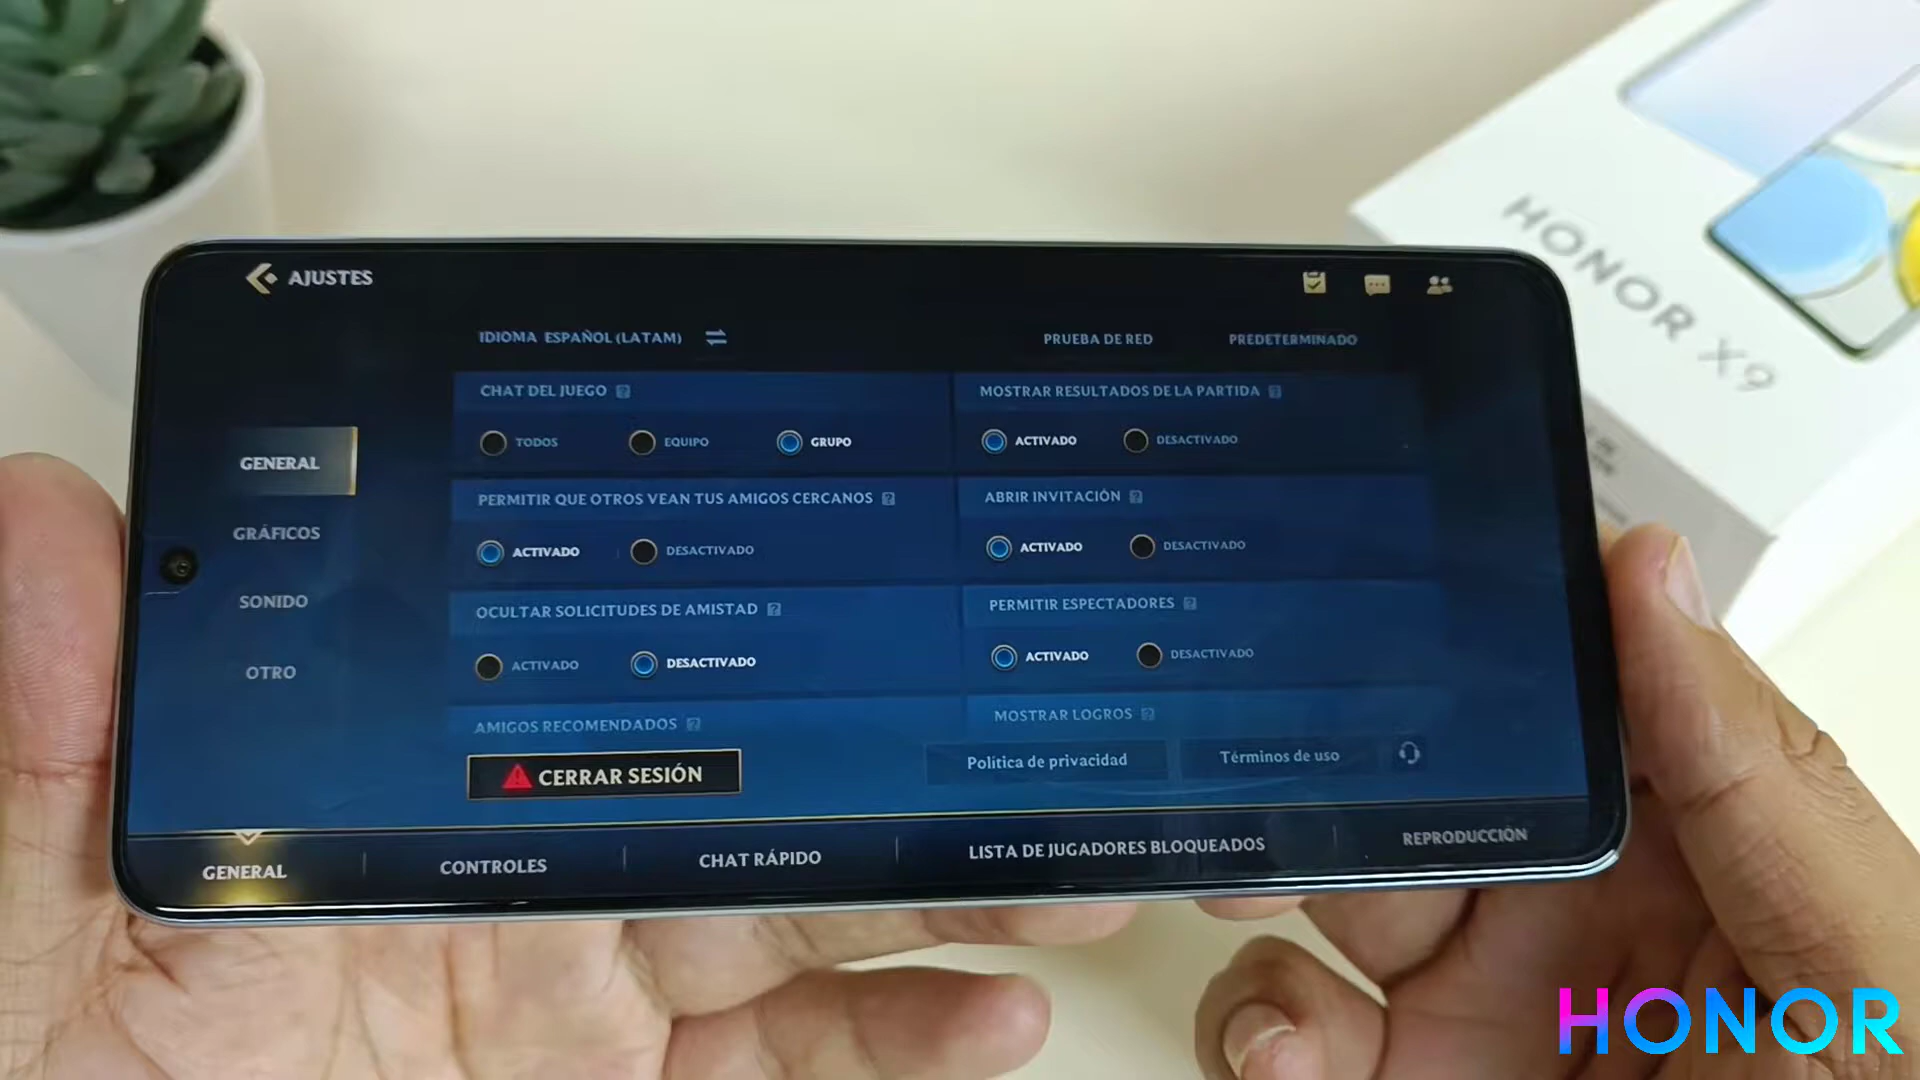 AJUSTES
IDIOMA ESPAÑOL (LATAM)
PRUEBA DE RED
PREDETERMINADO
CHAT DEL JUEGO ?
TODOS
EQUIPO
GRUPO
MOSTRAR RESULTADOS DE LA PARTIDA ?
ACTIVADO
DESACTIVADO
GENERAL
GRÁFICOS
SONIDO
OTRO
PERMITIR QUE OTROS VEAN TUS AMIGOS CERCANOS ?
ACTIVADO
DESACTIVADO
ABRIR INVITACIÓN ?
ACTIVADO
DESACTIVADO
OCULTAR SOLICITUDES DE AMISTAD ?
ACTIVADO
DESACTIVADO
PERMITIR ESPECTADORES ?
ACTIVADO
DESACTIVADO
AMIGOS RECOMENDADOS ?
MOSTRAR LOGROS ?
CERRAR SESIÓN
Política de privacidad
Términos de uso
GENERAL
CONTROLES
CHAT RÁPIDO
LISTA DE JUGADORES BLOQUEADOS
REPRODUCCIÓN
HONOR X9
HONOR